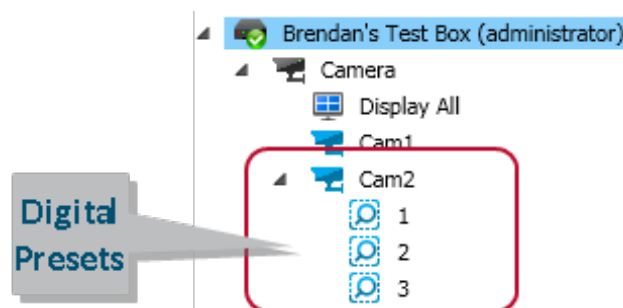 Brendan's Test Box (administrator)
Camera
Display All
Cam1
Cam2
Digital
Presets
1
2
3